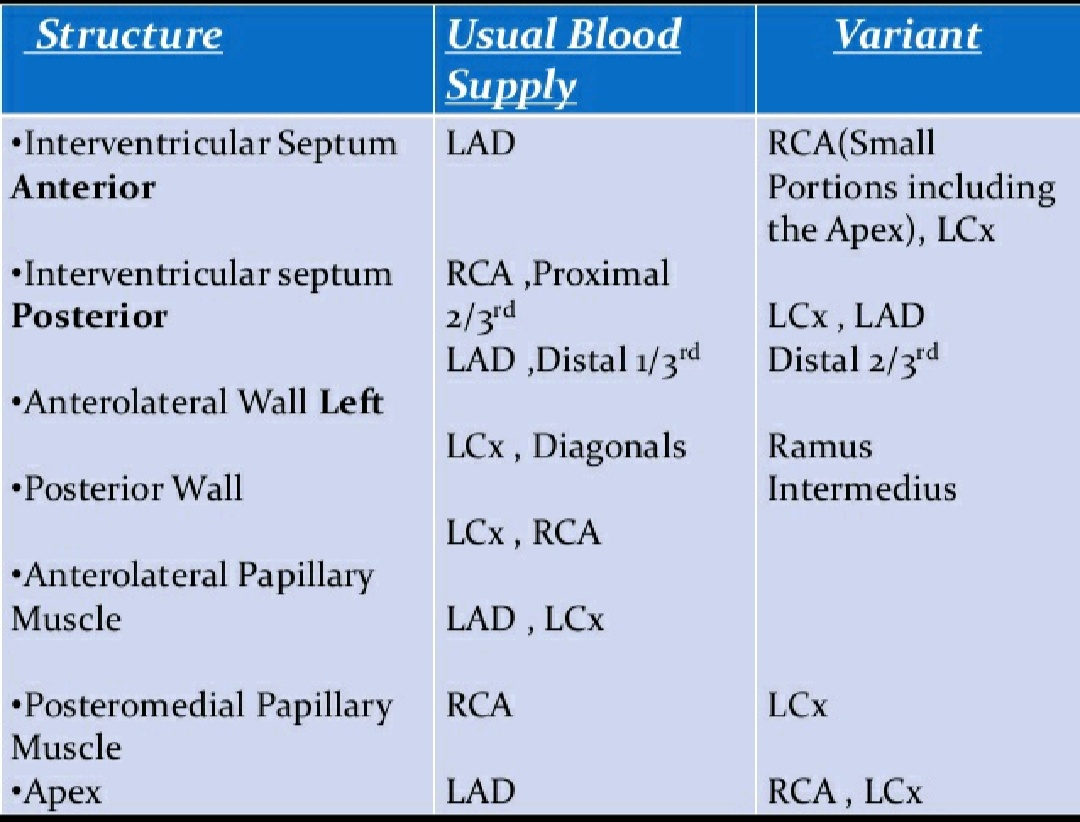 Structure
Usual Blood
Supply
Variant
•Interventricular Septum
Anterior
LAD
RCA(Small
Portions including
the Apex), LCx
•Interventricular septum
Posterior
RCA ,Proximal
2/3rd
LAD ,Distal 1/3rd
LCx , LAD
Distal 2/3rd
•Anterolateral Wall Left
LCx , Diagonals
Ramus
Intermedius
•Posterior Wall
LCx , RCA
•Anterolateral Papillary
Muscle
LAD , LCx
•Posteromedial Papillary
Muscle
RCA
LCx
•Apex
LAD
RCA , LCx